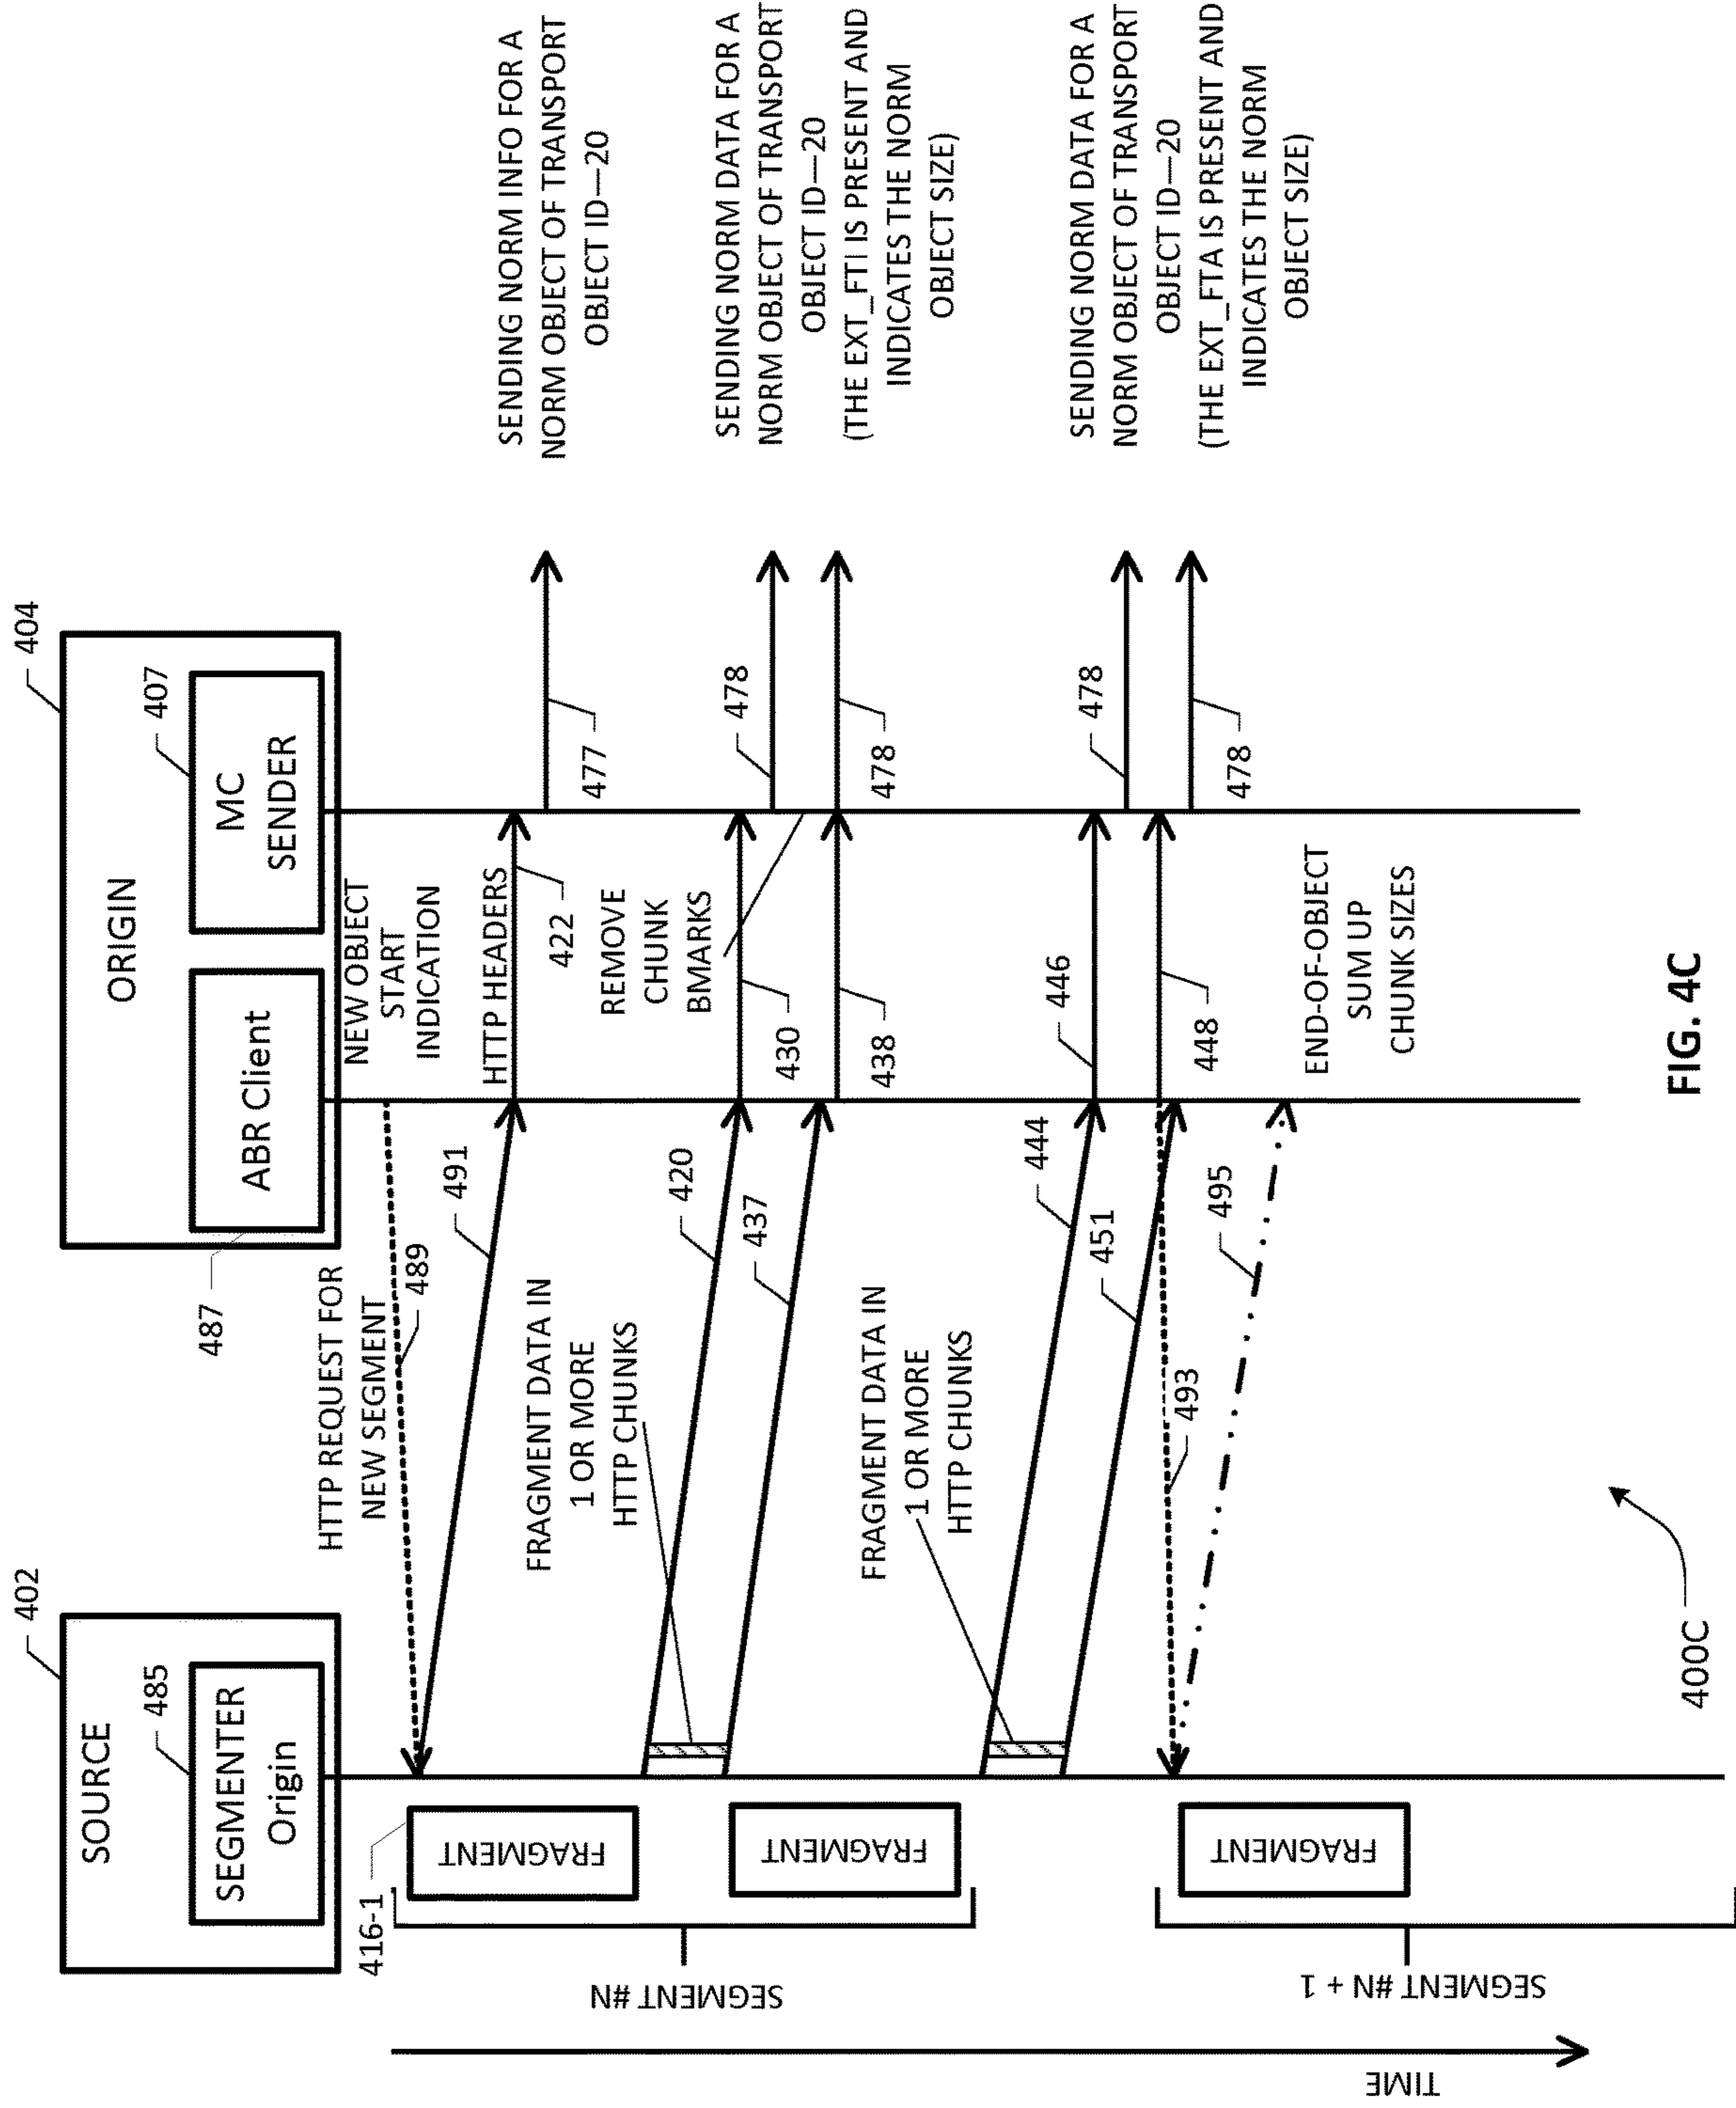 SOURCE
402
SEGMENTER
Origin
485
ORIGIN
404
ABR Client
487
MC
SENDER
407
416-1
HTTP REQUEST FOR
NEW SEGMENT
489
NEW OBJECT
START
INDICATION
491
HTTP HEADERS
422
477
SENDING NORM INFO FOR A
NORM OBJECT OF TRANSPORT
OBJECT ID—20
FRAGMENT
FRAGMENT DATA IN
1 OR MORE
HTTP CHUNKS
420
437
REMOVE
CHUNK
BMARKS
430
438
478
478
SENDING NORM DATA FOR A
NORM OBJECT OF TRANSPORT
OBJECT ID—20
(THE EXT_FTI IS PRESENT AND
INDICATES THE NORM
OBJECT SIZE)
SEGMENT #N
FRAGMENT
FRAGMENT DATA IN
1 OR MORE
HTTP CHUNKS
444
451
446
448
478
478
SENDING NORM DATA FOR A
NORM OBJECT OF TRANSPORT
OBJECT ID—20
(THE EXT_FTA IS PRESENT AND
INDICATES THE NORM
OBJECT SIZE)
493
495
FRAGMENT
SEGMENT #N + 1
END-OF-OBJECT
SUM UP
CHUNK SIZES
TIME
400C
FIG. 4C